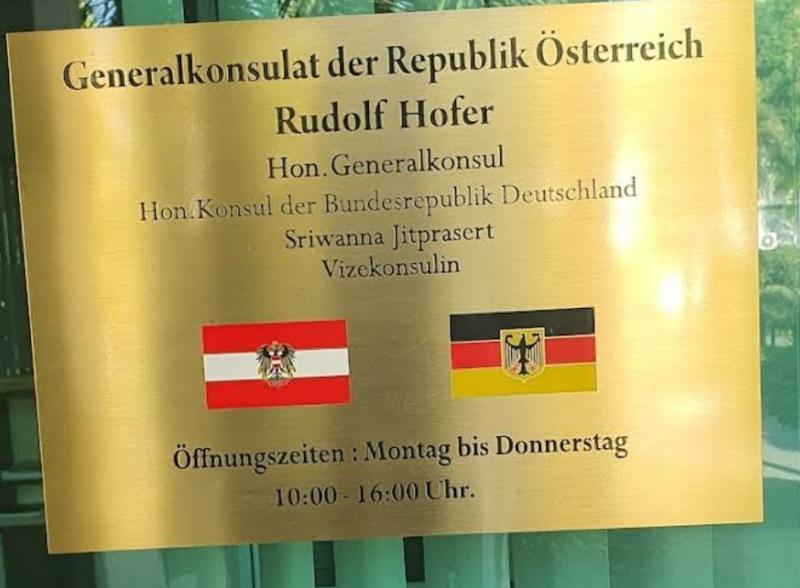 Generalkonsulat der Republik Österreich
Rudolf Hofer
Hon.Generalkonsul
Hon.Konsul der Bundesrepublik Deutschland
Sriwanna Jitprasert
Vizekonsulin
Öffnungszeiten : Montag bis Donnerstag
10:00 - 16:00 Uhr.